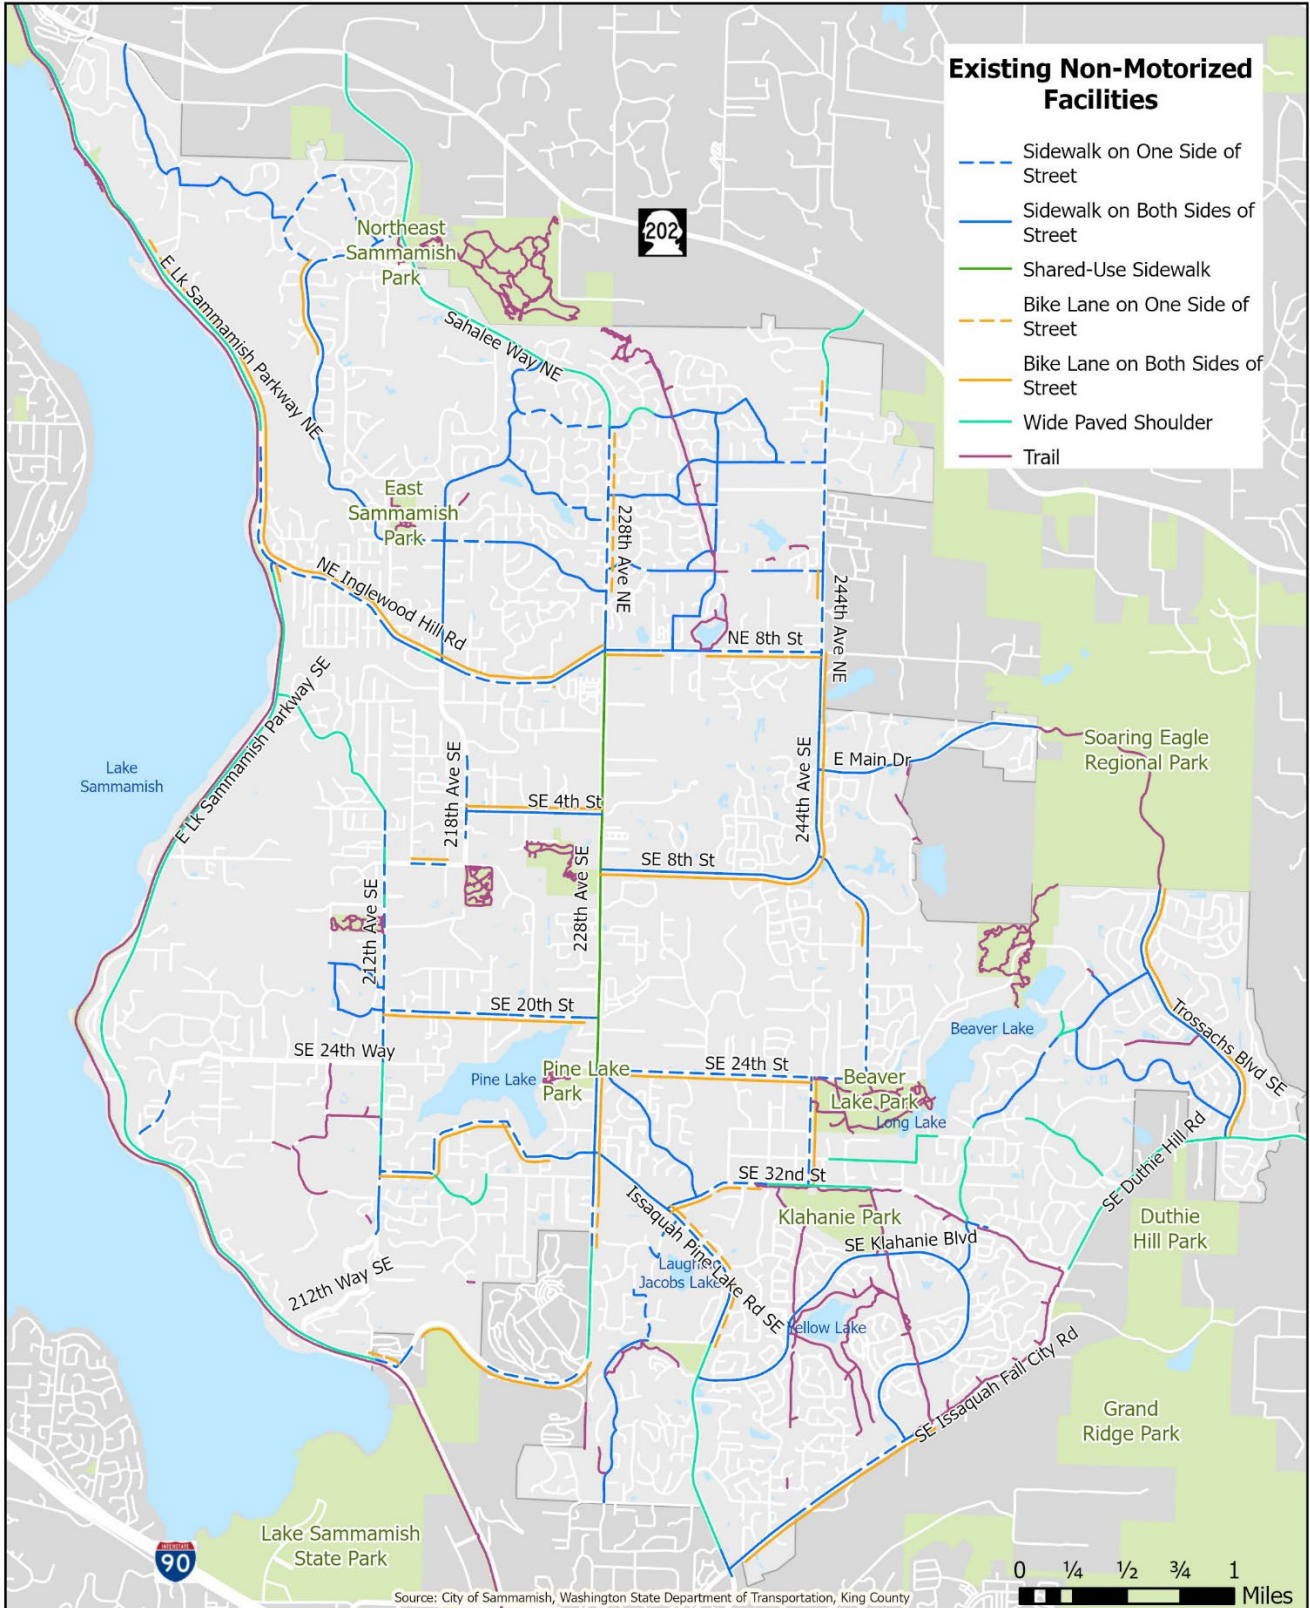 Existing Non-Motorized
Facilities
Sidewalk on One Side of
Street
Sidewalk on Both Sides of
Street
Shared-Use Sidewalk
Bike Lane on One Side of
Street
Bike Lane on Both Sides of
Street
Wide Paved Shoulder
Trail
202
Northeast
Sammamish
Park
E Lk Sammamish Parkway NE
Sahalee Way NE
East
Sammamish
Park
228th Ave NE
NE Inglewood Hill Rd
244th Ave NE
NE 8th St
E Lk Sammamish Parkway SE
Soaring Eagle
Regional Park
Lake
Sammamish
218th Ave SE
244th Ave SE
E Main Dr
SE 4th St
SE 8th St
228th Ave SE
212th Ave SE
SE 20th St
Trossachs Blvd SE
Beaver Lake
SE 24th Way
Pine Lake
Pine Lake
Park
SE 24th St
Beaver
Lake Park
Long Lake
SE Duthie Hill Rd
SE 32nd St
Issaquah Pine Lake Rd SE
Klahanie Park
SE Klahanie Blvd
Duthie
Hill Park
212th Way SE
Laughing
Jacobs Lake
ellow Lake
SE Issaquah Fall City Rd
Grand
Ridge Park
Lake Sammamish
State Park
INTERSTATE
90
0 ¼ ½ ¾ 1
Miles
Source: City of Sammamish, Washington State Department of Transportation, King County